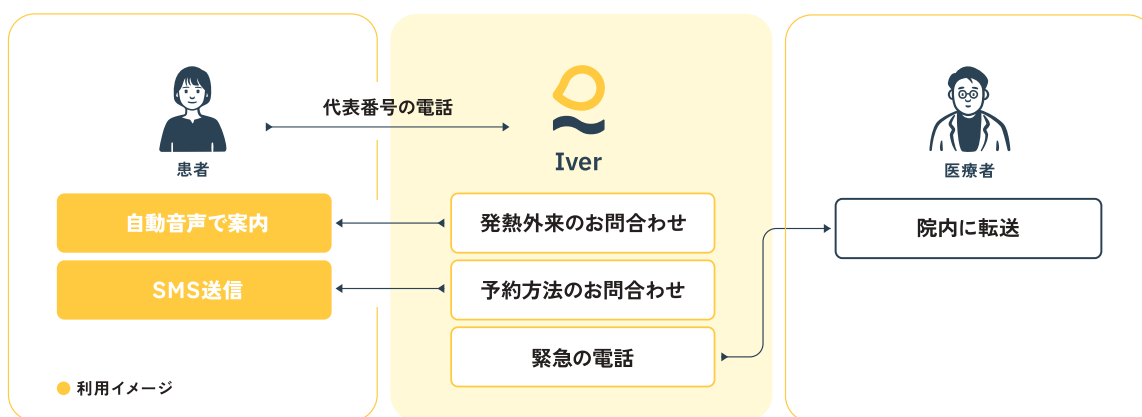 代表番号の電話
患者
Iver
医療者
自動音声で案内
発熱外来のお問合わせ
院内に転送
SMS送信
予約方法のお問合わせ
緊急の電話
利用イメージ